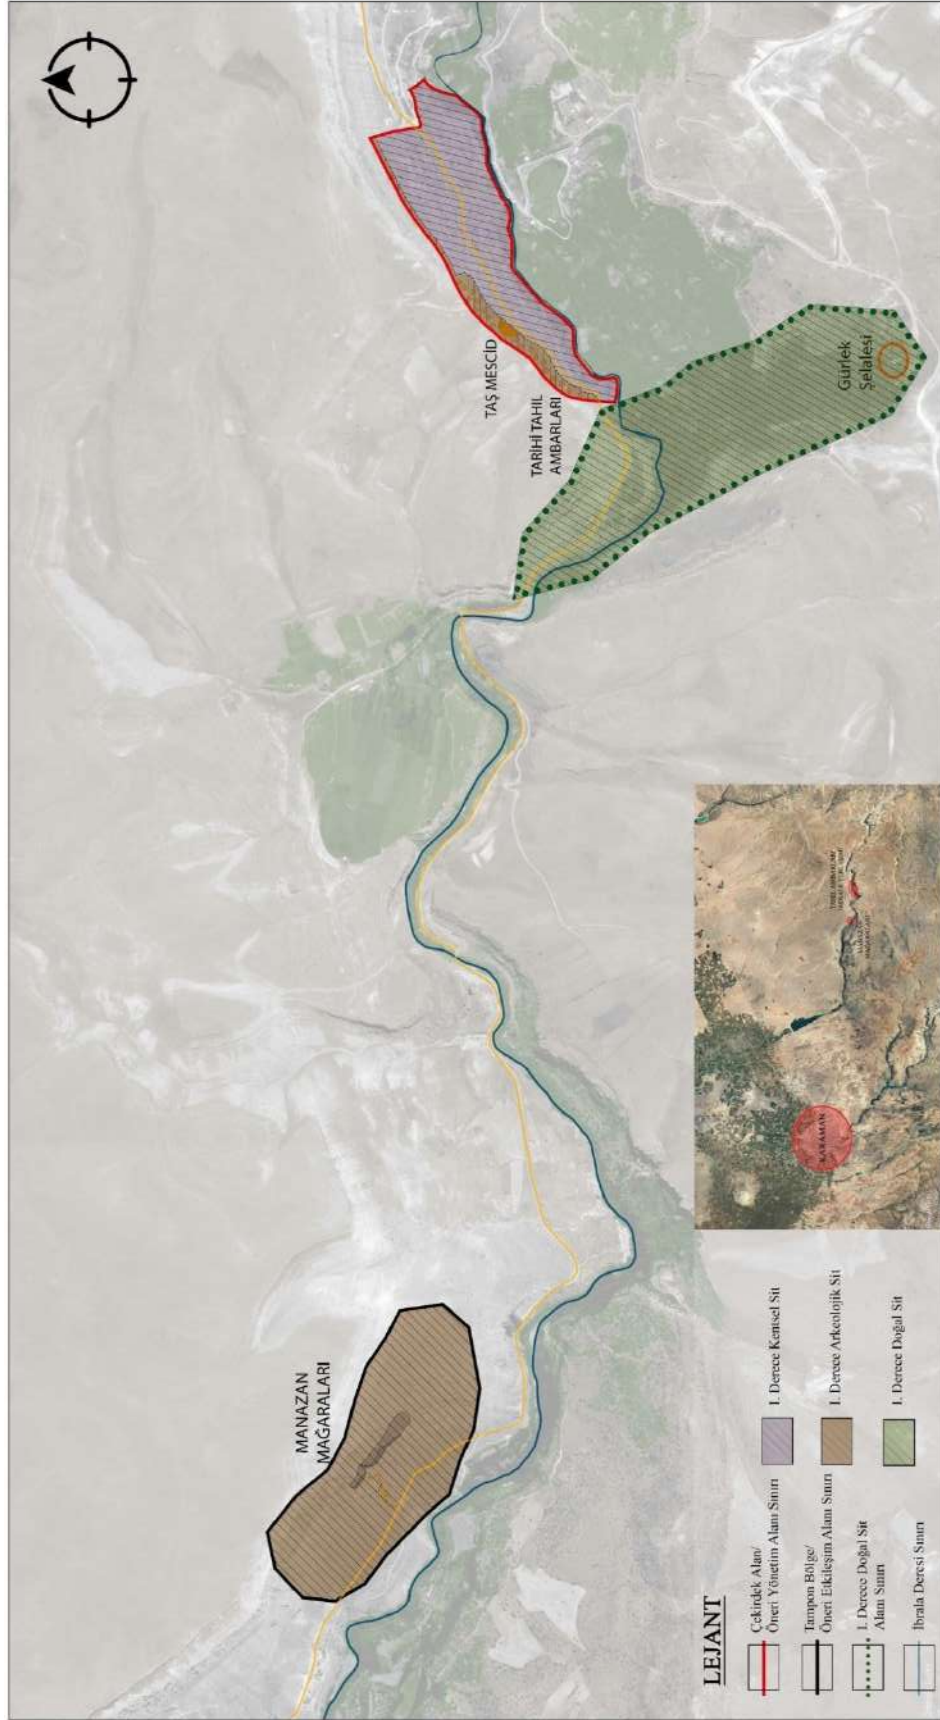 TAŞ MESCİD
TARİHİ TAHIL
AMBARLARI
Gürlek
Şelalesi
MANAZAN
MAĞARALARI
KARAMAN
LEJANT
Çekirdek Alan/
Öneri Yönetim Alanı Sınırı
Tampon Bölge/
Öneri Etkileşim Alanı Sınırı
I. Derece Doğal Sit
Alanı Sınırı
İbrala Deresi Sınırı
I. Derece Kentsel Sit
I. Derece Arkeolojik Sit
I. Derece Doğal Sit